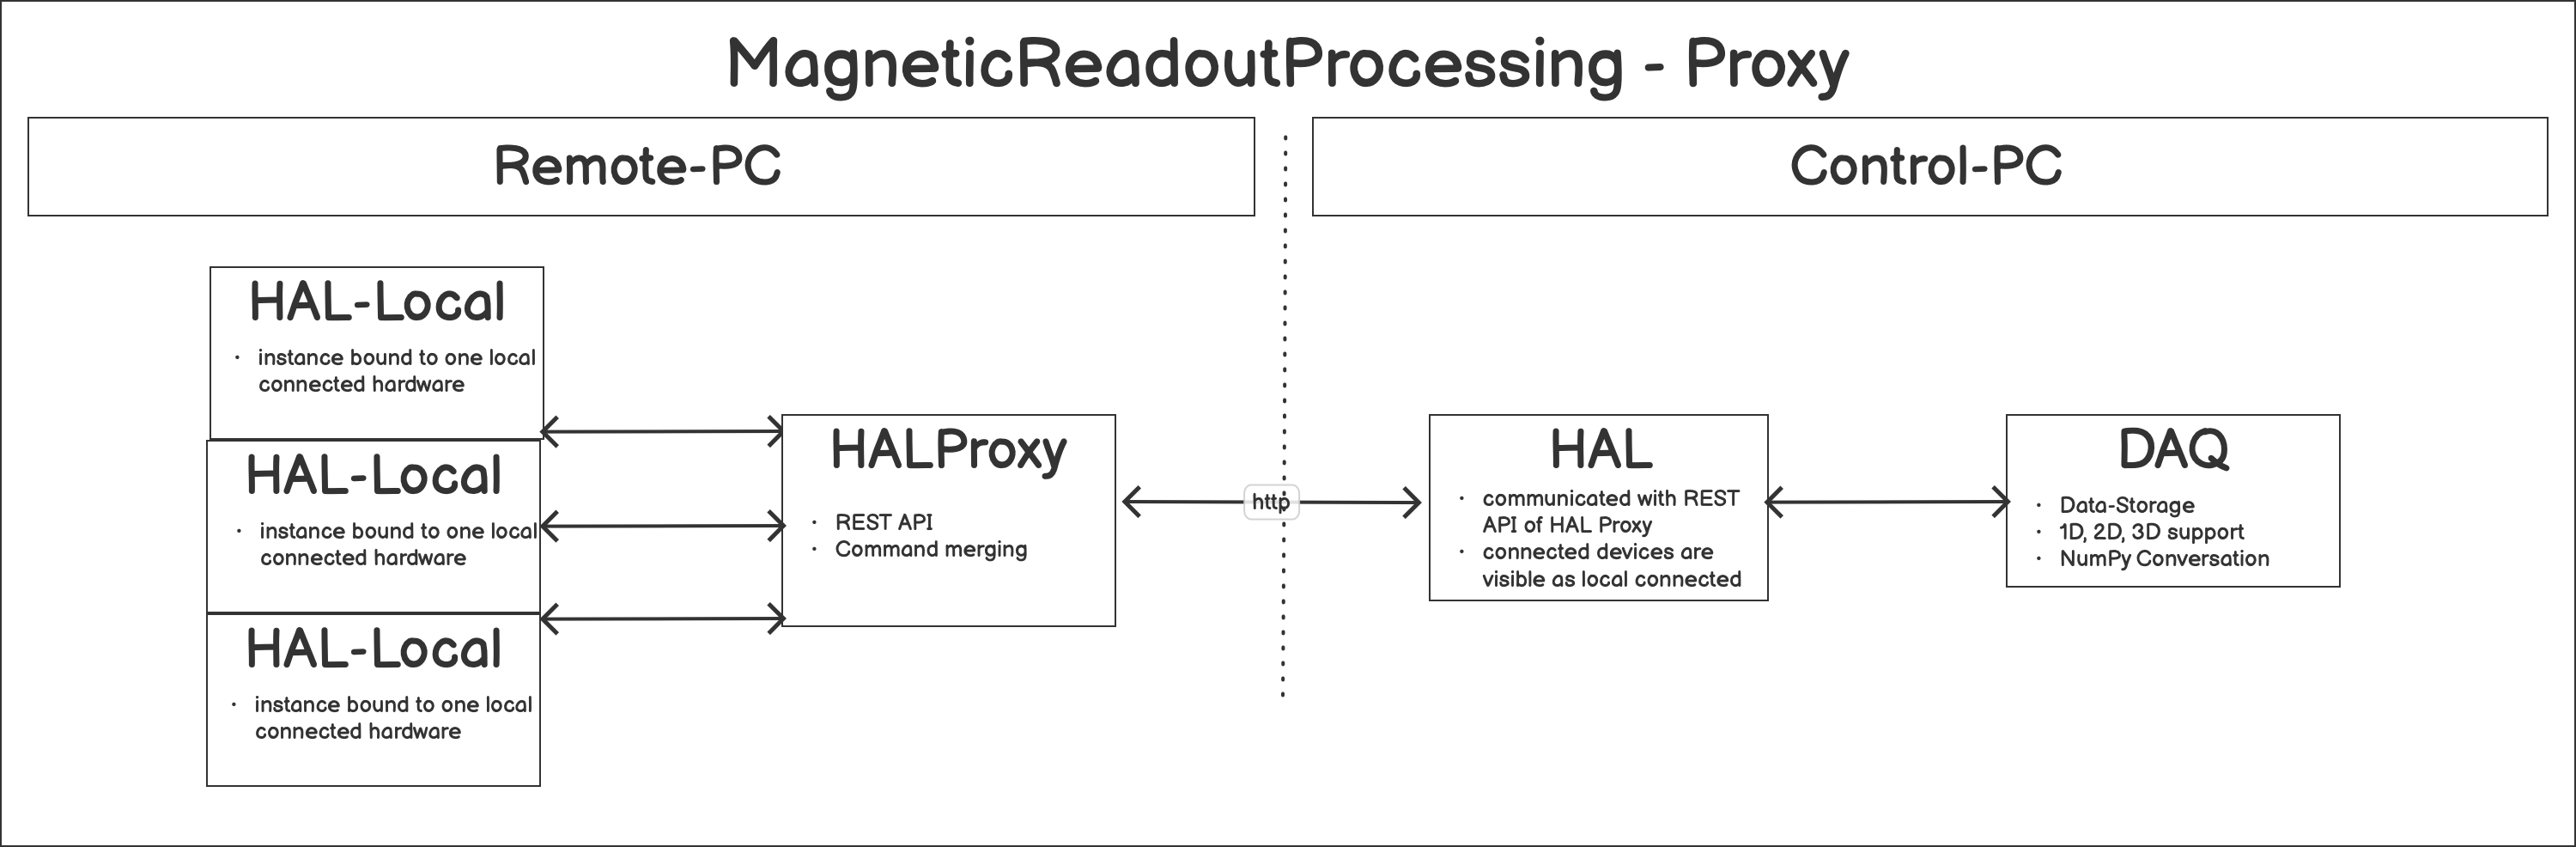 MagneticReadoutProcessing - Proxy
Remote-PC
Control-PC
HAL-Local
· instance bound to one local
connected hardware
HAL-Local
· instance bound to one local
connected hardware
HAL-Local
· instance bound to one local
connected hardware
HALProxy
· REST API
· Command merging
http
HAL
· communicated with REST
API of HAL Proxy
· connected devices are
visible as local connected
DAQ
· Data-Storage
· 1D, 2D, 3D support
· NumPy Conversation